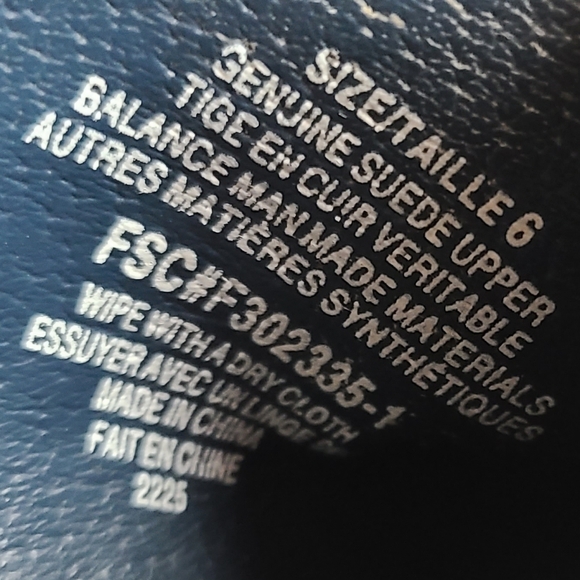 SIZE/TAILLE 6
GENUINE SUEDE UPPER
TIGE EN CUIR VERITABLE
BALANCE MAN MADE MATERIALS
AUTRES MATIÈRES SYNTHÉTIQUES
FSC#F302335-1
WIPE WITH A DRY CLOTH
ESSUYER AVEC UN LINGE
MADE IN CHINA
FAIT EN CHINE
2225